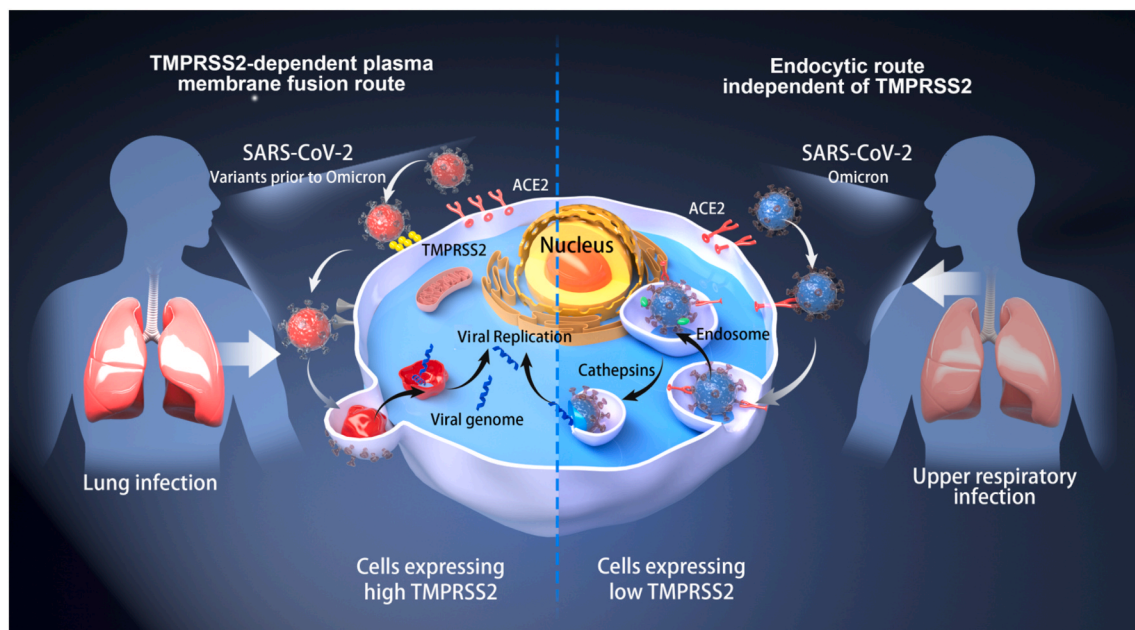 TMPRSS2-dependent plasma
membrane fusion route
SARS-CoV-2
Variants prior to Omicron
ACE2
TMPRSS2
Lung infection
Viral genome
Viral Replication
Nucleus
Cells expressing
high TMPRSS2
Endocytic route
independent of TMPRSS2
SARS-CoV-2
Omicron
ACE2
Endosome
Cathepsins
Upper respiratory
infection
Cells expressing
low TMPRSS2